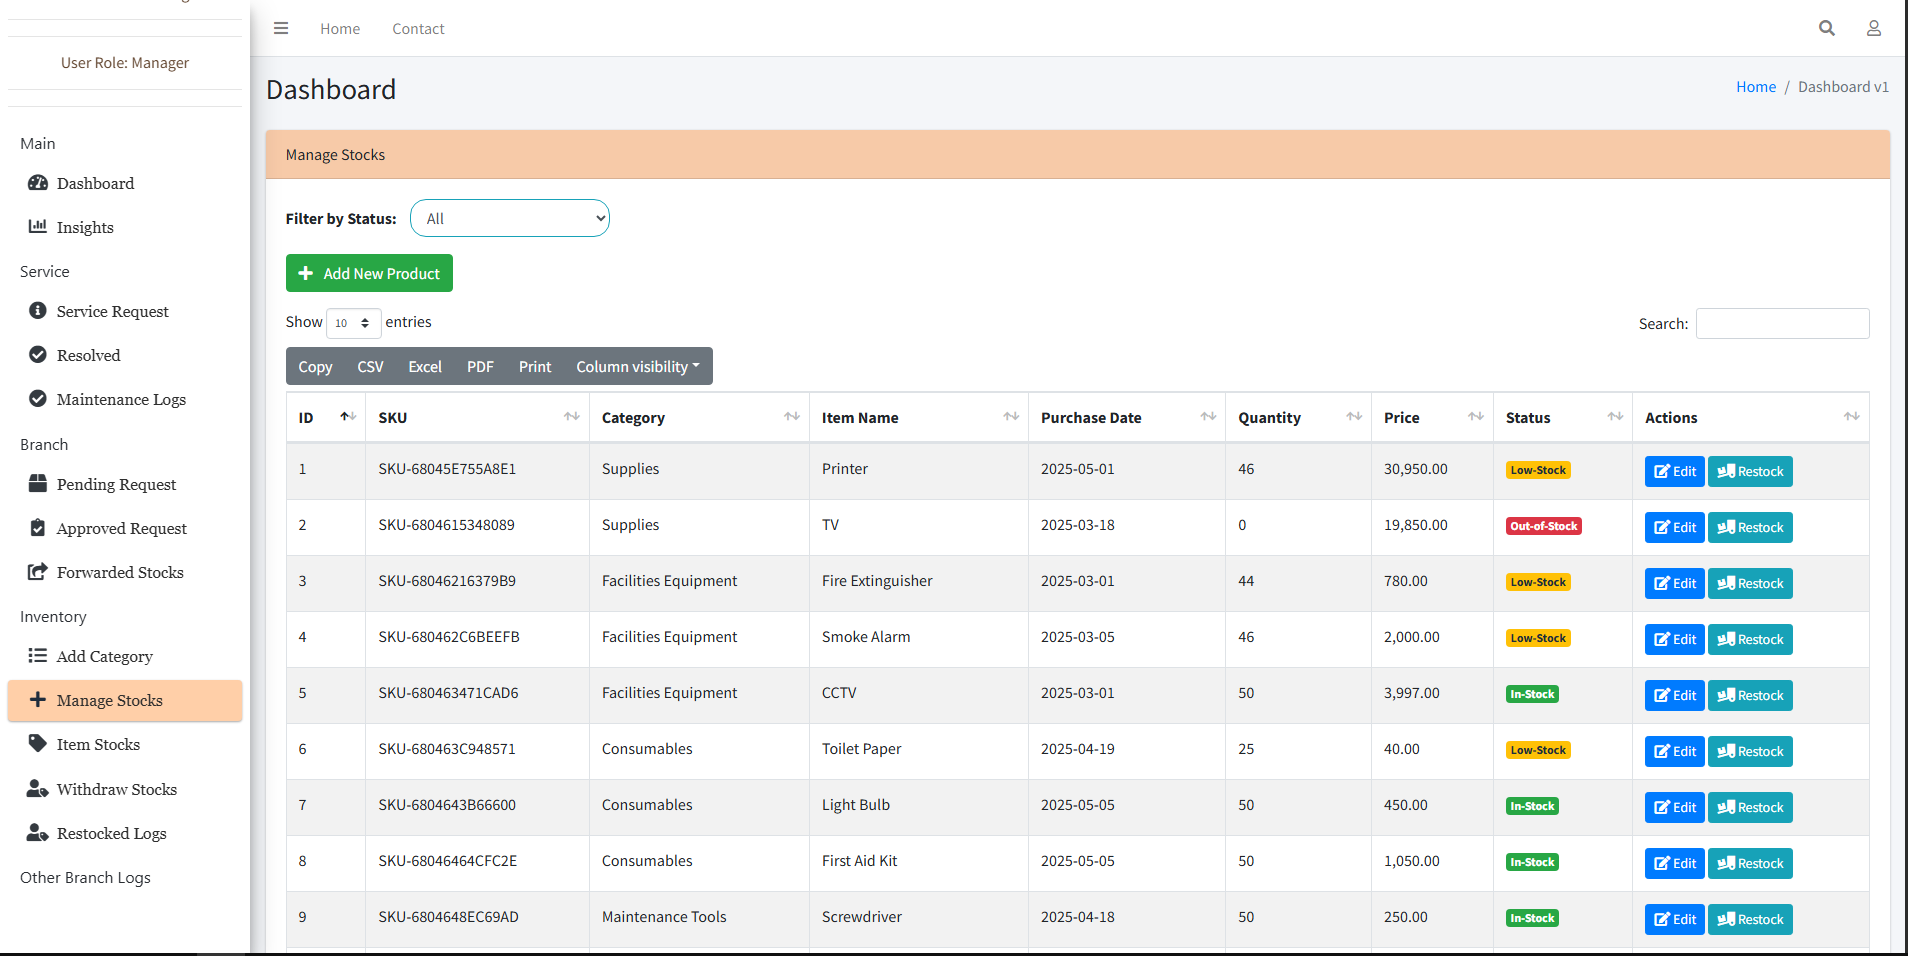 User Role: Manager
Main
Dashboard
Insights
Service
Service Request
Resolved
Maintenance Logs
Branch
Pending Request
Approved Request
Forwarded Stocks
Inventory
Add Category
Manage Stocks
Item Stocks
Withdraw Stocks
Restocked Logs
Other Branch Logs
Home Contact
Dashboard
Home / Dashboard v1
Manage Stocks
Filter by Status: All
Add New Product
Show 10 entries
Search:
Copy CSV Excel PDF Print Column visibility
ID SKU Category Item Name Purchase Date Quantity Price Status Actions
1 SKU-68045E755A8E1 Supplies Printer 2025-05-01 46 30,950.00 Low-Stock Edit Restock
2 SKU-6804615348089 Supplies TV 2025-03-18 0 19,850.00 Out-of-Stock Edit Restock
3 SKU-68046216379B9 Facilities Equipment Fire Extinguisher 2025-03-01 44 780.00 Low-Stock Edit Restock
4 SKU-680462C6BEEFB Facilities Equipment Smoke Alarm 2025-03-05 46 2,000.00 Low-Stock Edit Restock
5 SKU-680463471CAD6 Facilities Equipment CCTV 2025-03-01 50 3,997.00 In-Stock Edit Restock
6 SKU-680463C948571 Consumables Toilet Paper 2025-04-19 25 40.00 Low-Stock Edit Restock
7 SKU-6804643B66600 Consumables Light Bulb 2025-05-05 50 450.00 In-Stock Edit Restock
8 SKU-68046464CFC2E Consumables First Aid Kit 2025-05-05 50 1,050.00 In-Stock Edit Restock
9 SKU-6804648EC69AD Maintenance Tools Screwdriver 2025-04-18 50 250.00 In-Stock Edit Restock